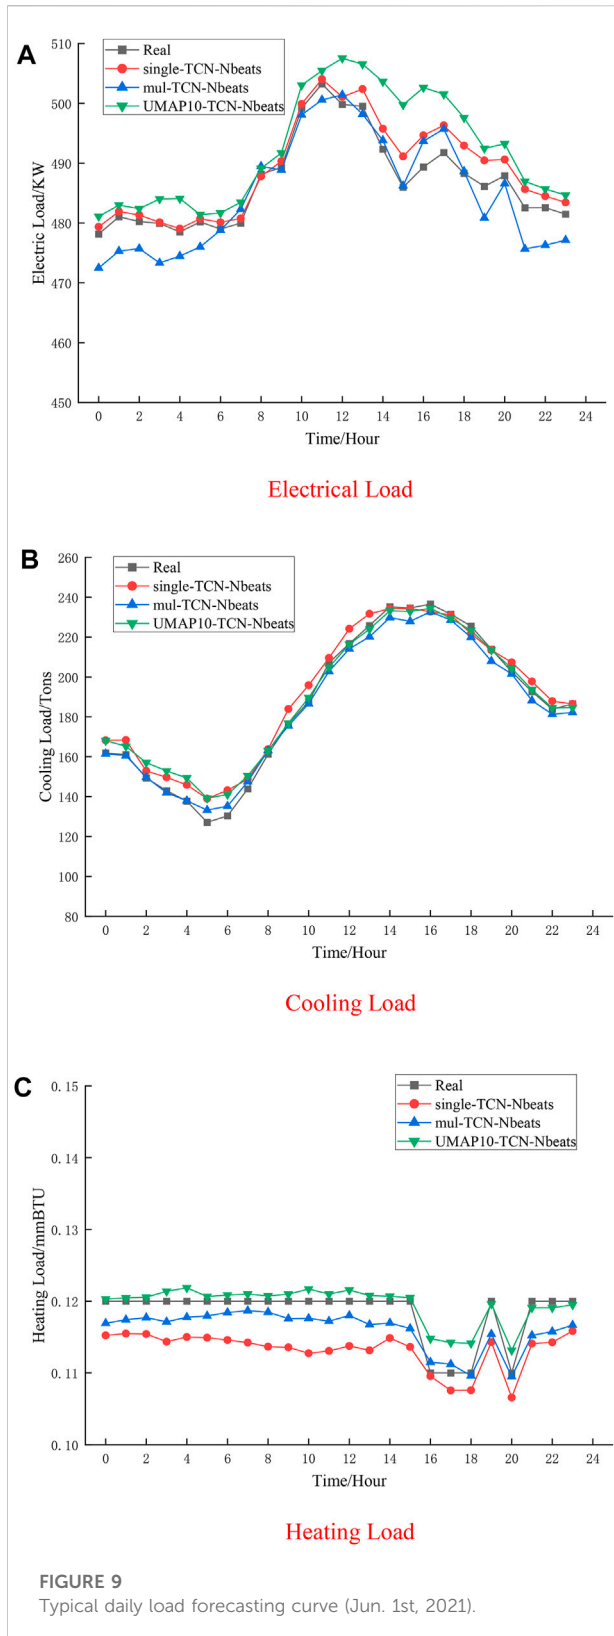 A
510
500
490
480
470
460
450
Electric Load/KW
Real
single-TCN-Nbeats
mul-TCN-Nbeats
UMAP10-TCN-Nbeats
0 2 4 6 8 10 12 14 16 18 20 22 24
Time/Hour
Electrical Load
B
260
240
220
200
180
160
140
120
100
80
Cooling Load/Tons
Real
single-TCN-Nbeats
mul-TCN-Nbeats
UMAP10-TCN-Nbeats
0 2 4 6 8 10 12 14 16 18 20 22 24
Time/Hour
Cooling Load
C
0.15
0.14
0.13
0.12
0.11
0.10
Heating Load/mmBTU
Real
single-TCN-Nbeats
mul-TCN-Nbeats
UMAP10-TCN-Nbeats
0 2 4 6 8 10 12 14 16 18 20 22 24
Time/Hour
Heating Load
FIGURE 9
Typical daily load forecasting curve (Jun. 1st, 2021).